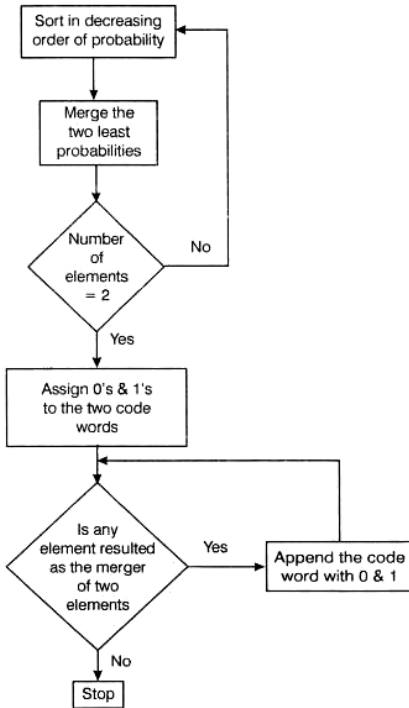 Sort in decreasing
order of probability
Merge the
two least
probabilities
Number
of
elements
= 2
No
Yes
Assign 0's & 1's
to the two code
words
Is any
element resulted
as the merger
of two
elements
Yes
Append the code
word with 0 & 1
No
Stop